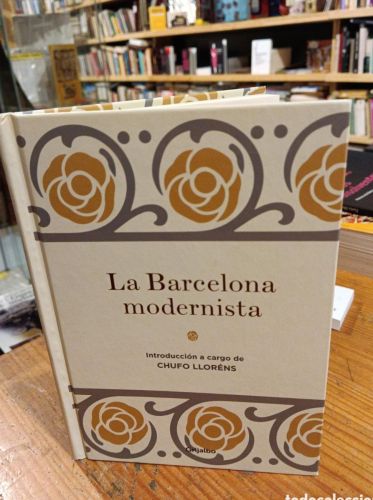 La Barcelona
modernista
Introducción a cargo de
CHUFO LLORÉNS
Grijalbo